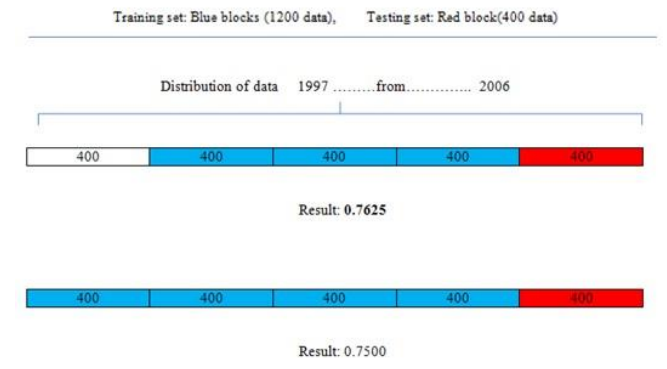 Training set: Blue blocks (1200 data), Testing set: Red block(400 data)
Distribution of data 1997 .........from.............. 2006
400 400 400 400 400
Result: 0.7625
400 400 400 400 400
Result: 0.7500